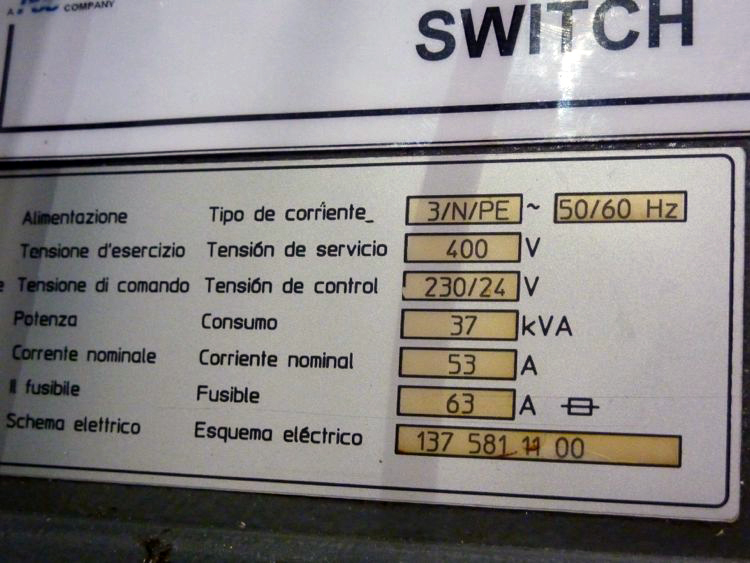 A COMPANY
SWITCH
Alimentazione Tipo de corriente_ 3/N/PE ~ 50/60 Hz
Tensione d'esercizio Tensión de servicio 400 V
e Tensione di comando Tensión de control 230/24 V
Potenza Consumo 37 kVA
Corrente nominale Corriente nominal 53 A
Il fusibile Fusible 63 A
Schema elettrico Esquema eléctrico 137 581 11 00